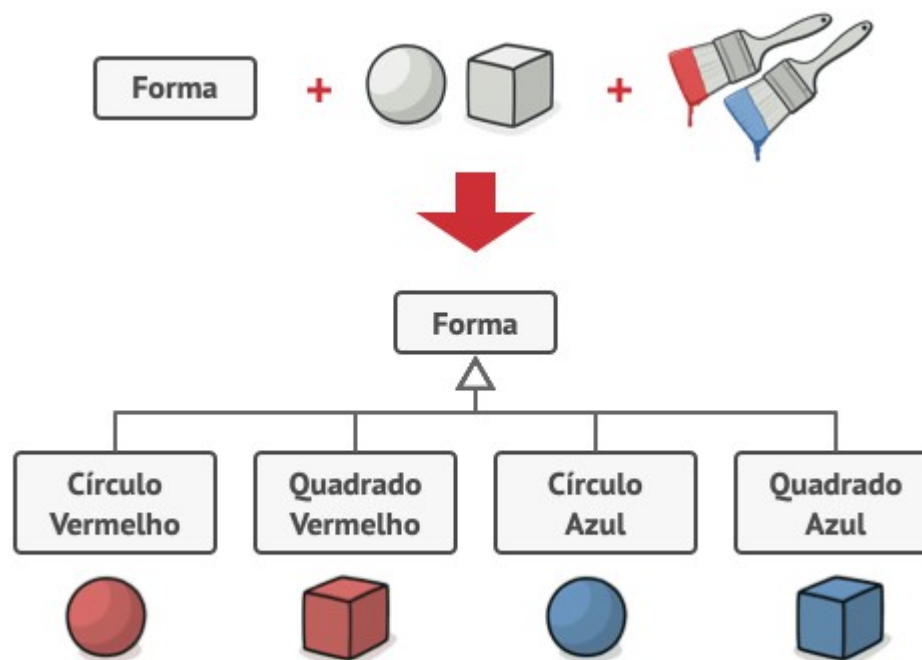 Forma
+
+
Forma
Círculo
Vermelho
Quadrado
Vermelho
Círculo
Azul
Quadrado
Azul